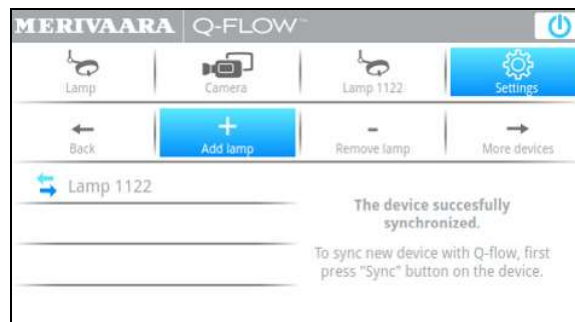 MERIVAARA Q-FLOW™
Lamp Camera Lamp 1122 Settings
Back Add lamp Remove lamp More devices
Lamp 1122
The device succesfully
synchronized.
To sync new device with Q-flow, first
press "Sync" button on the device.